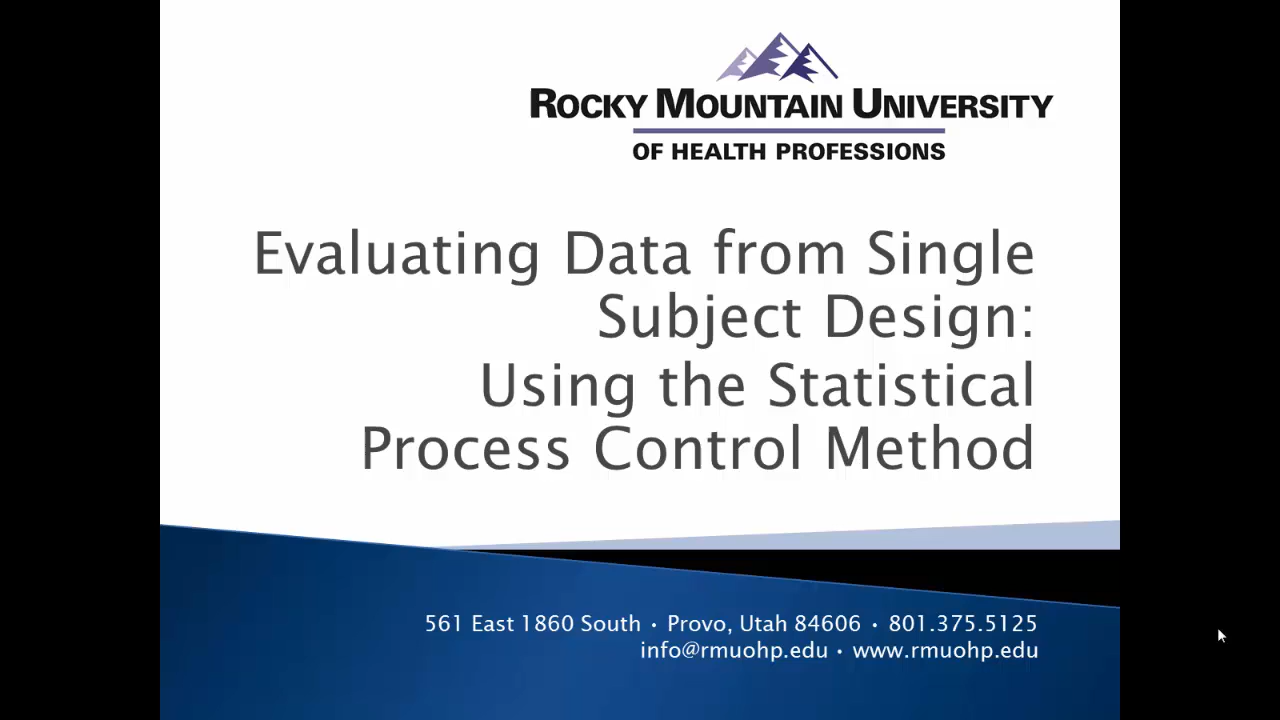 ROCKY MOUNTAIN UNIVERSITY
OF HEALTH PROFESSIONS
Evaluating Data from Single
Subject Design:
Using the Statistical
Process Control Method
561 East 1860 South • Provo, Utah 84606 • 801.375.5125
info@rmuohp.edu • www.rmuohp.edu